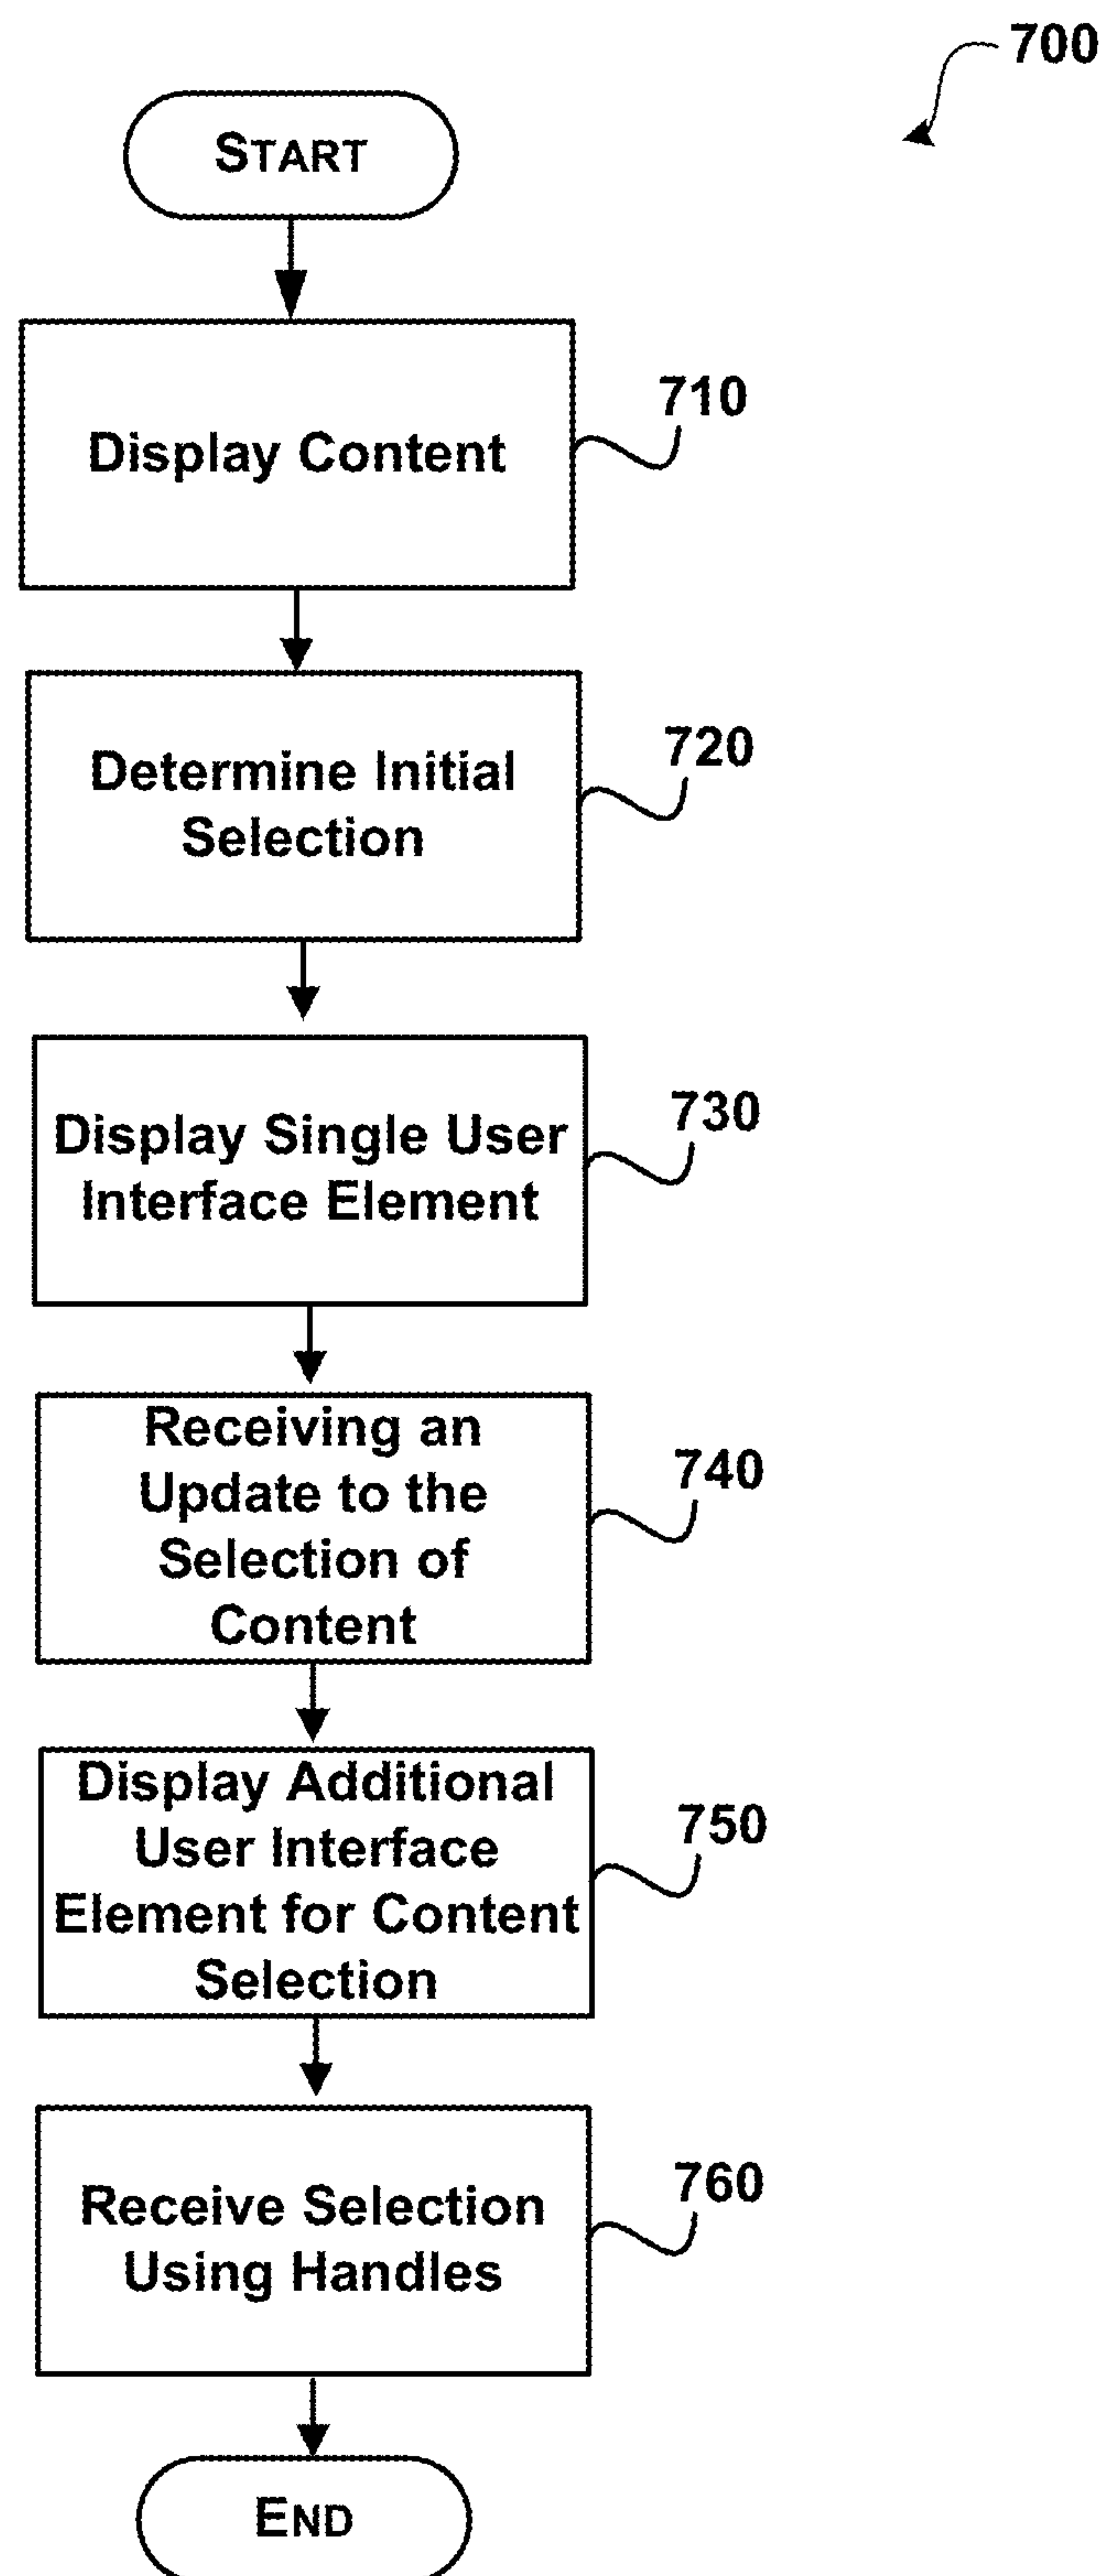 700
START
Display Content
710
Determine Initial
Selection
720
Display Single User
Interface Element
730
Receiving an
Update to the
Selection of
Content
740
Display Additional
User Interface
Element for Content
Selection
750
Receive Selection
Using Handles
760
END